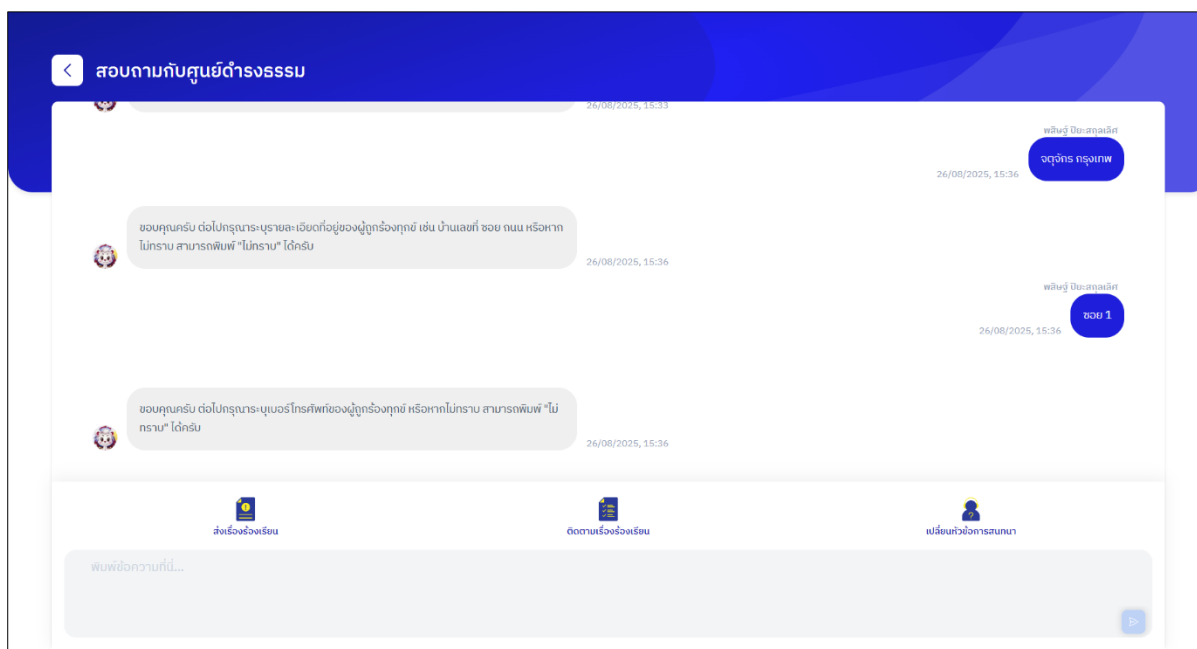 สอบถามกับศูนย์ดำรงธรรม
26/08/2025, 15:33
พสิษฐ์ ปิยะสกุลเลิศ
จตุจักร กรุงเทพ
26/08/2025, 15:36
ขอบคุณครับ ต่อไปกรุณาระบุรายละเอียดที่อยู่ของผู้ถูกร้องทุกข์ เช่น บ้านเลขที่ ซอย ถนน หรือหาก
ไม่ทราบ สามารถพิมพ์ "ไม่ทราบ" ได้ครับ
26/08/2025, 15:36
พสิษฐ์ ปิยะสกุลเลิศ
ซอย 1
26/08/2025, 15:36
ขอบคุณครับ ต่อไปกรุณาระบุเบอร์โทรศัพท์ของผู้ถูกร้องทุกข์ หรือหากไม่ทราบ สามารถพิมพ์ "ไม่
ทราบ" ได้ครับ
26/08/2025, 15:36
ส่งเรื่องร้องเรียน
ติดตามเรื่องร้องเรียน
เปลี่ยนหัวข้อการสนทนา
พิมพ์ข้อความที่นี่...